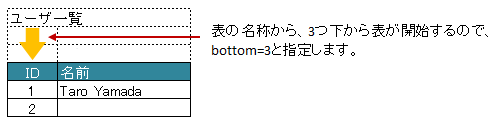 ユーザ一覧
表の名称から、3つ下から表が開始するので、
bottom=3と指定します。
ID 名前
1 Taro Yamada
2